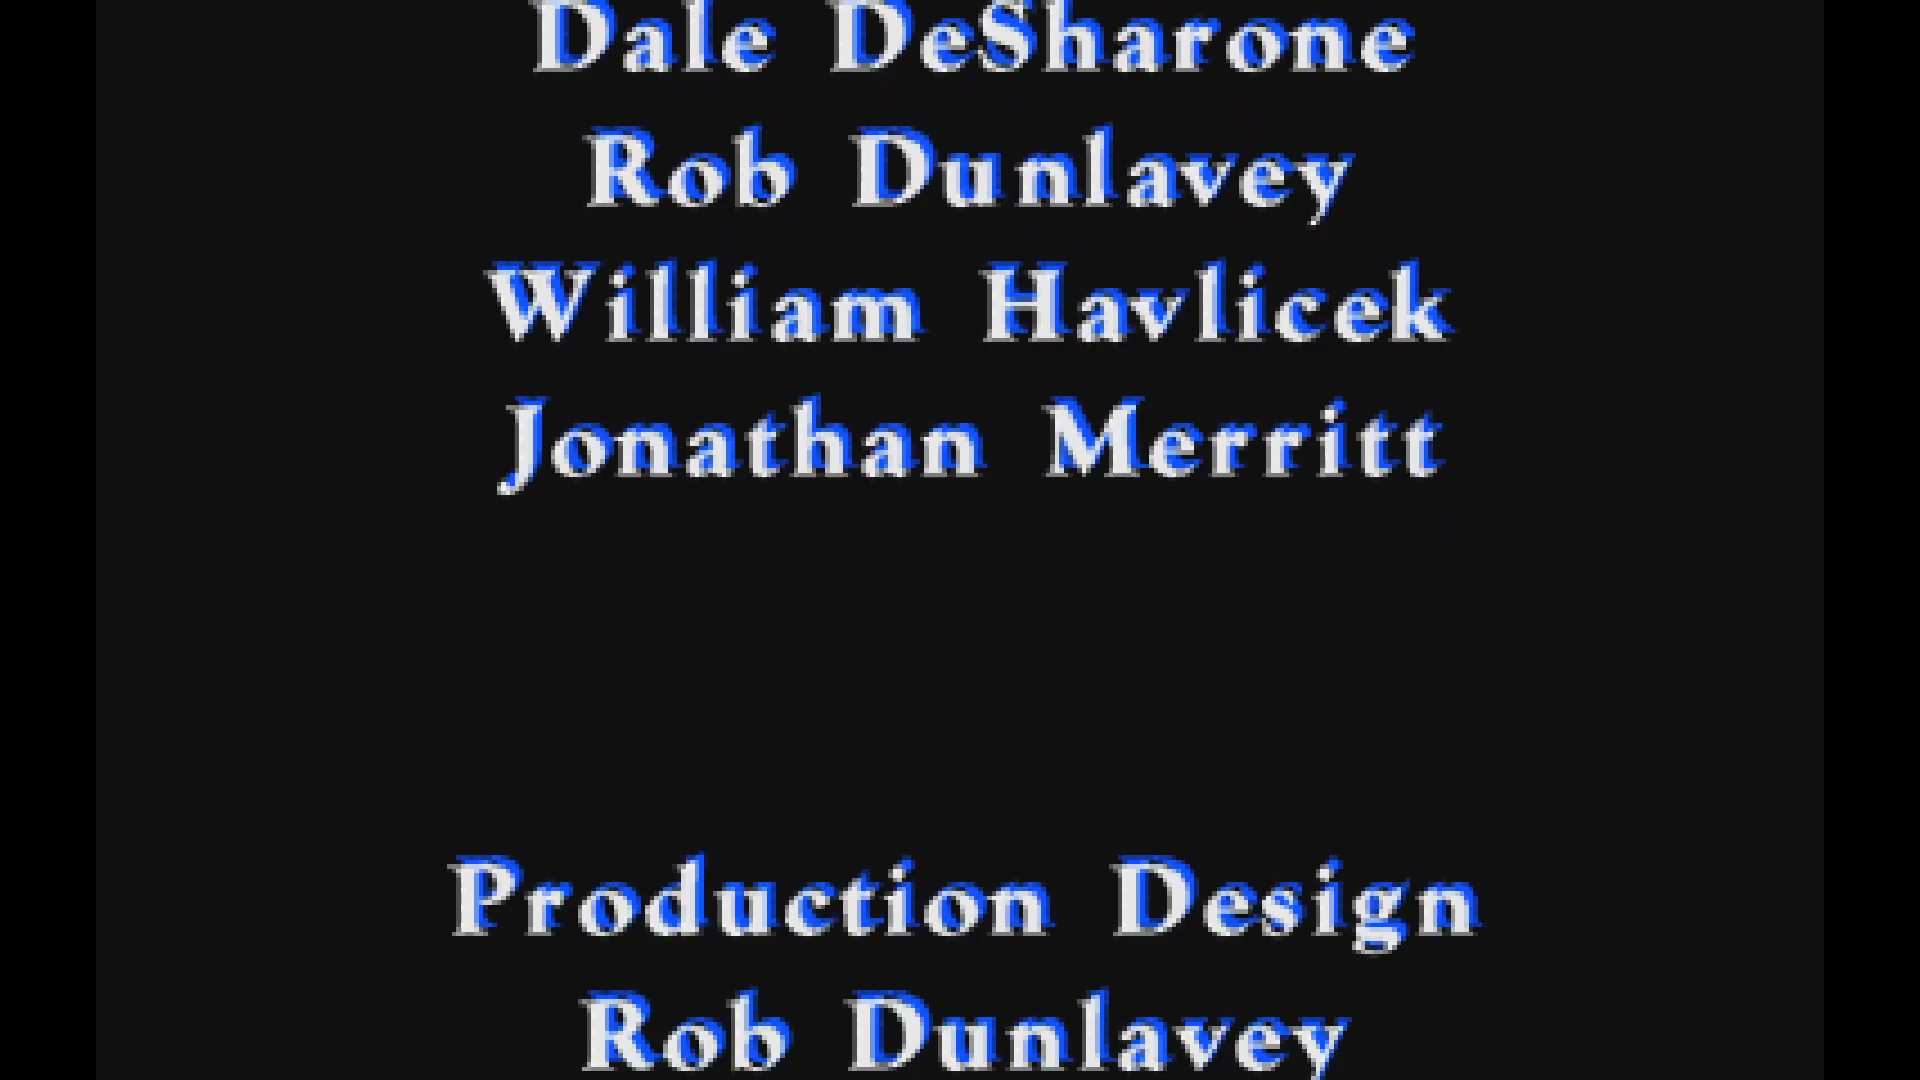 Dale DeSharone
Rob Dunlavey
William Havlicek
Jonathan Merritt
Production Design
Rob Dunlavey